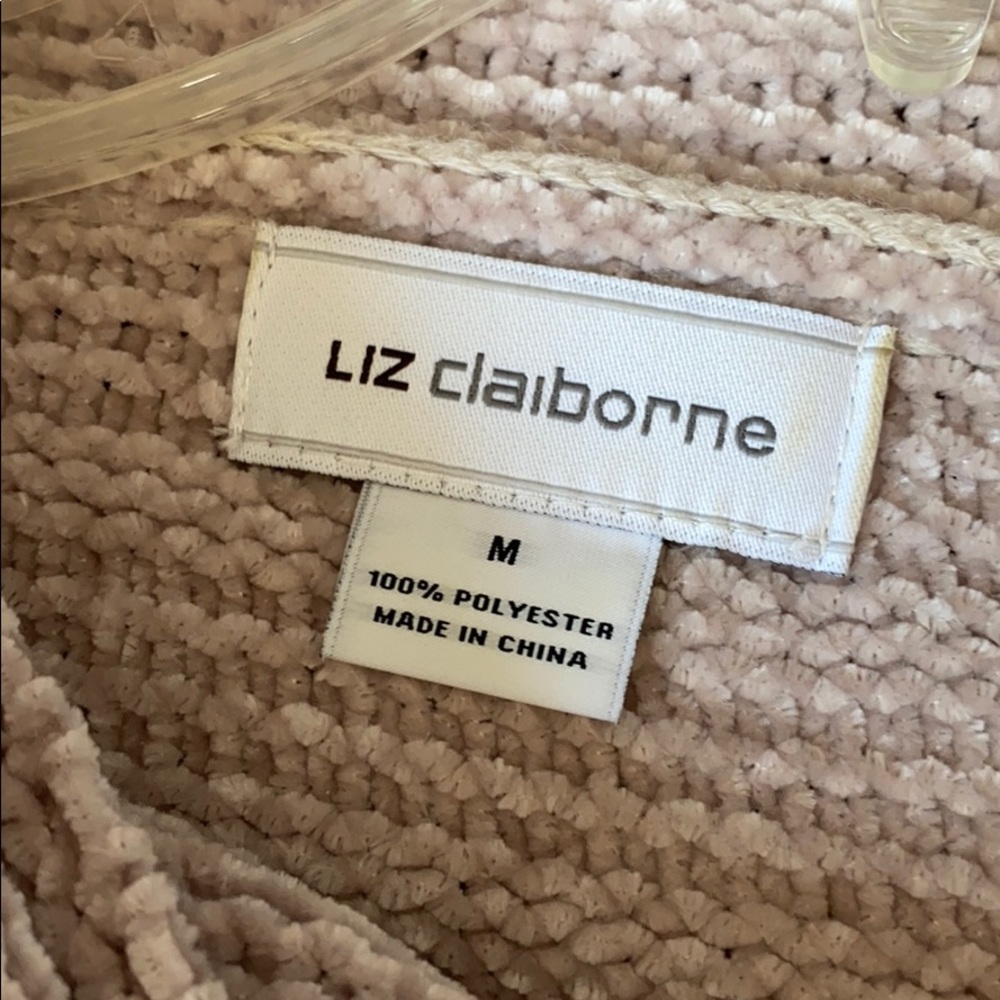 LIZ claiborne
M
100% POLYESTER
MADE IN CHINA